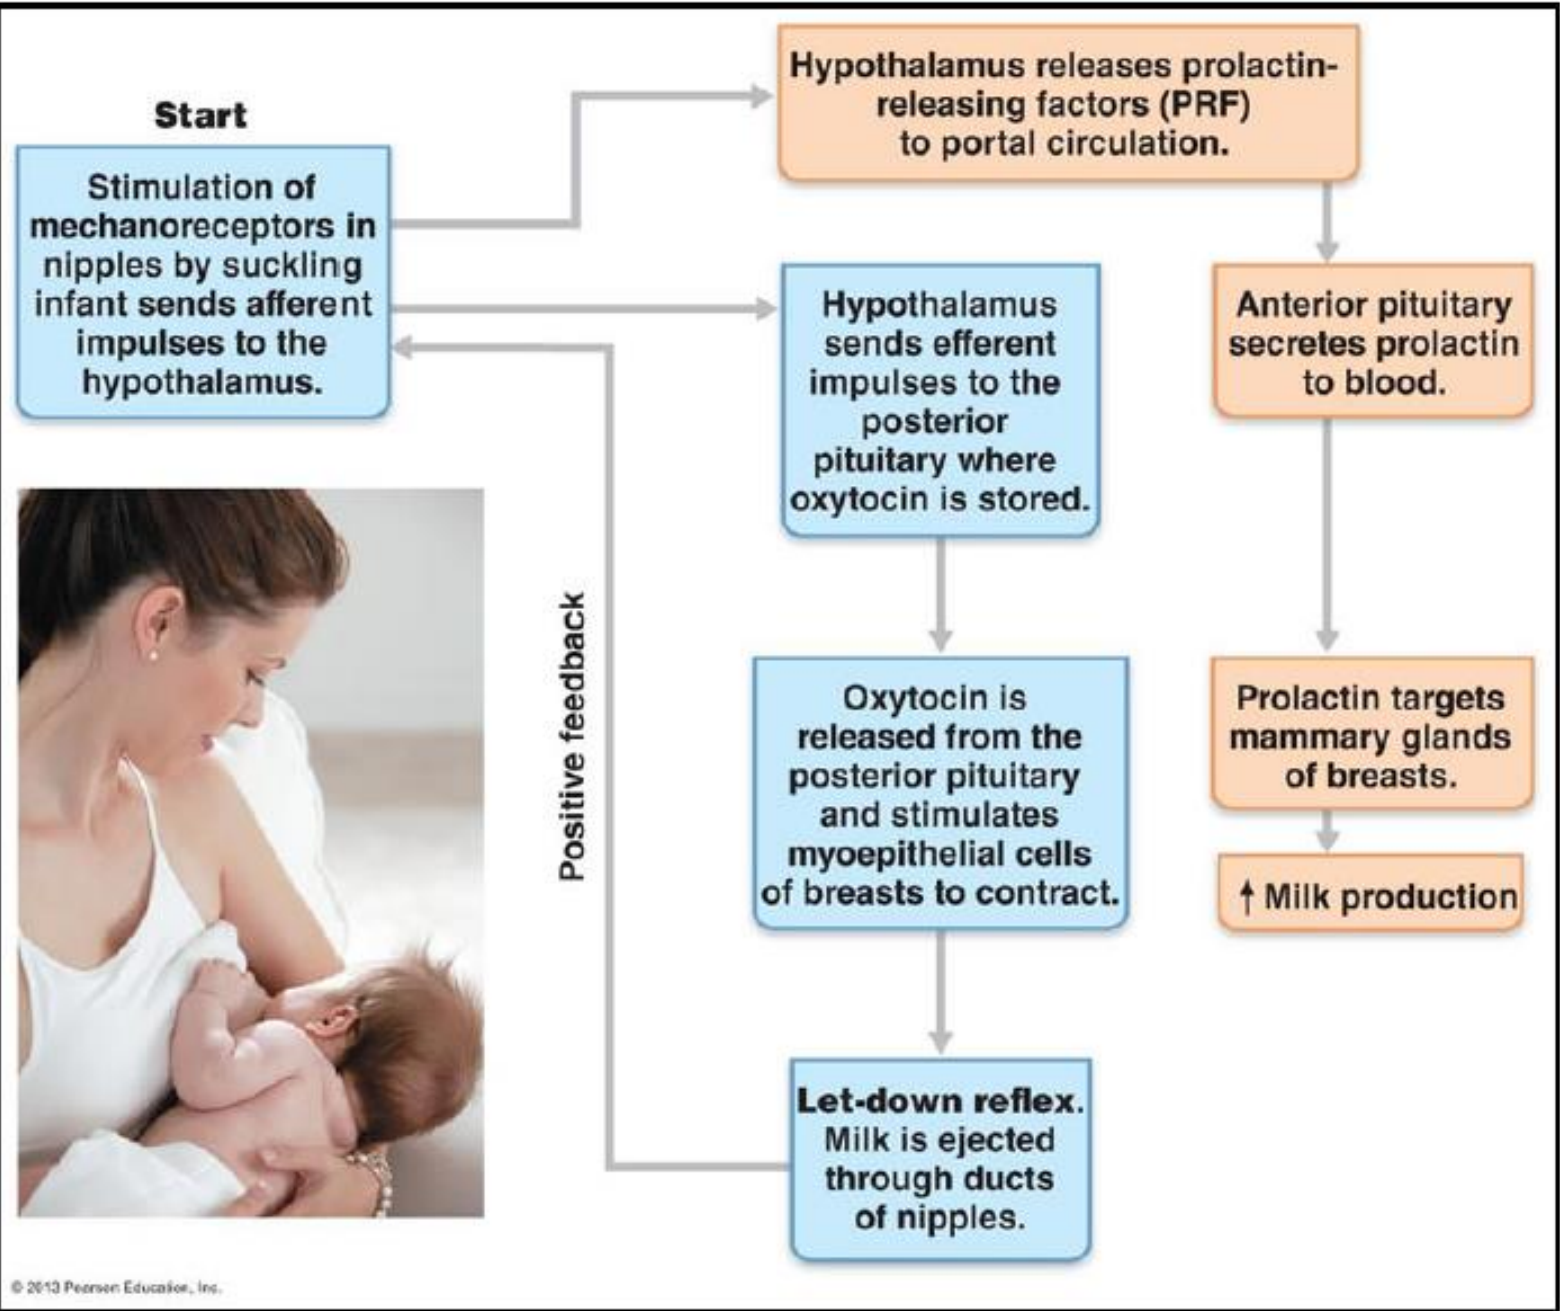 Start
Stimulation of
mechanoreceptors in
nipples by suckling
infant sends afferent
impulses to the
hypothalamus.
Hypothalamus releases prolactin-
releasing factors (PRF)
to portal circulation.
Hypothalamus
sends efferent
impulses to the
posterior
pituitary where
oxytocin is stored.
Anterior pituitary
secretes prolactin
to blood.
Positive feedback
Oxytocin is
released from the
posterior pituitary
and stimulates
myoepithelial cells
of breasts to contract.
Prolactin targets
mammary glands
of breasts.
↑ Milk production
Let-down reflex.
Milk is ejected
through ducts
of nipples.
© 2013 Pearson Education, Inc.